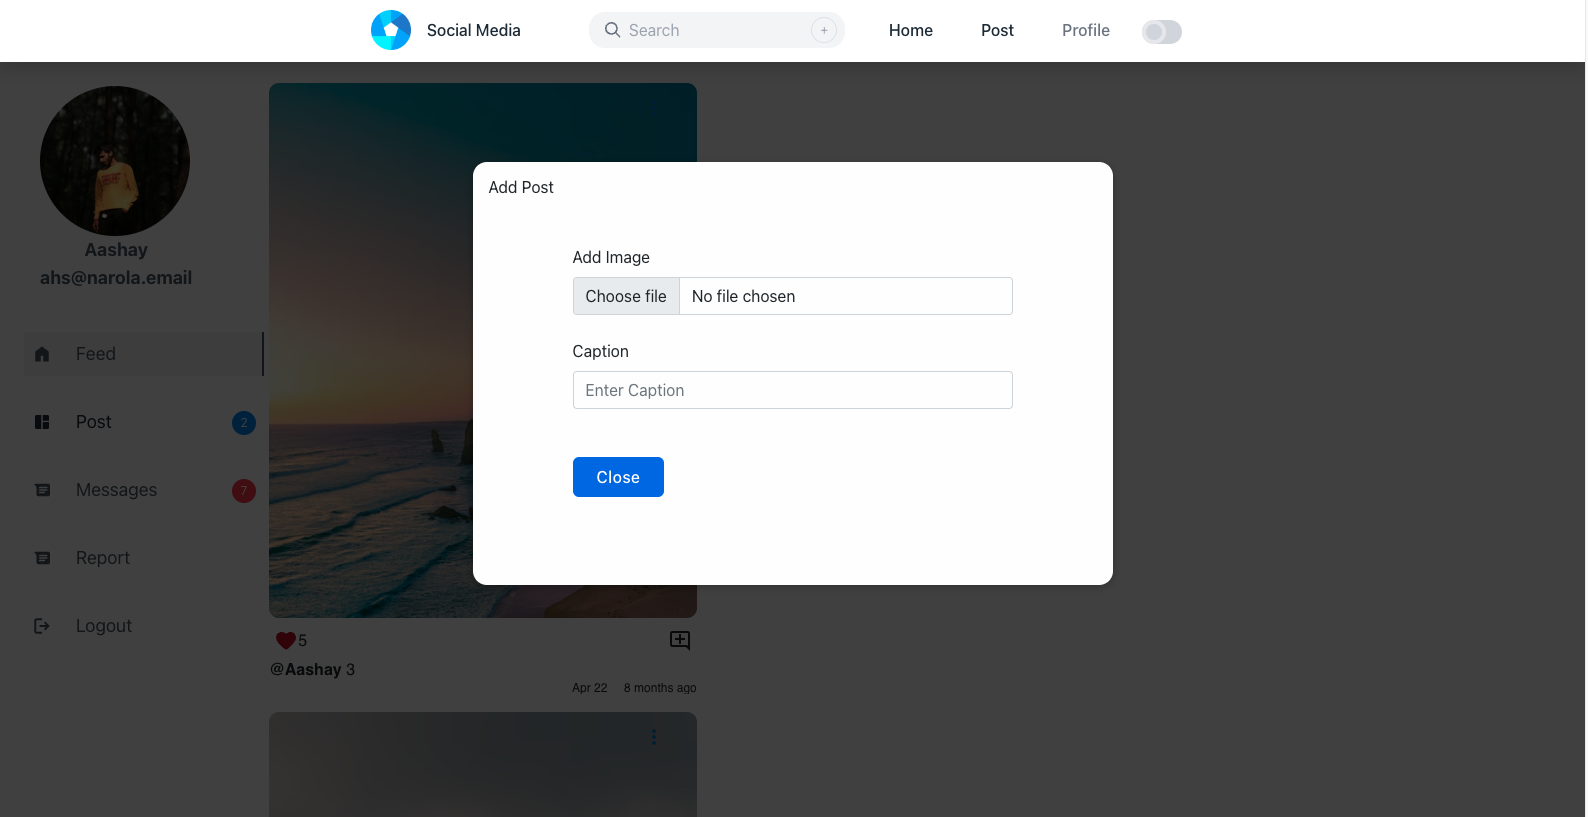 Social Media
Search
+
Home
Post
Profile
Aashay
ahs@narola.email
Feed
Post
2
Messages
7
Report
Logout
Add Post
Add Image
Choose file
No file chosen
Caption
Enter Caption
Close
5
@Aashay 3
Apr 22
8 months ago